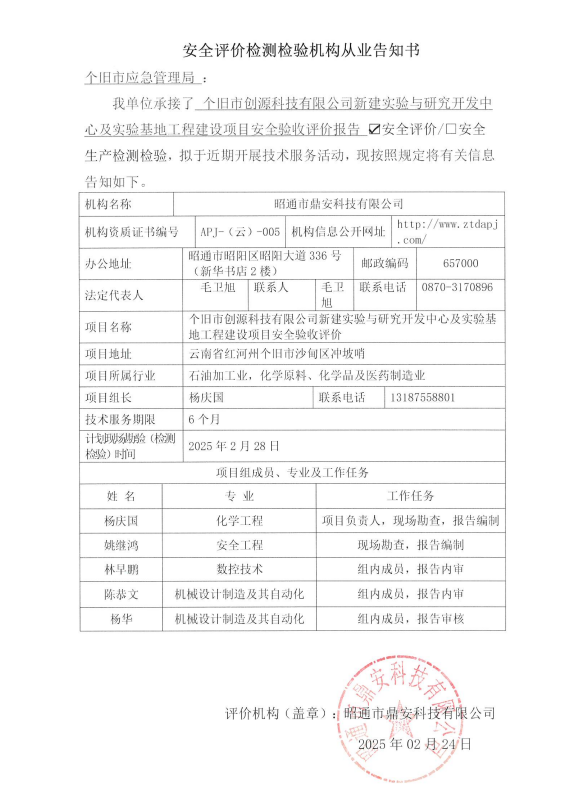 安全评价检测检验机构从业告知书
个旧市应急管理局 ：
我单位承接了 个旧市创源科技有限公司新建实验与研究开发中
心及实验基地工程建设项目安全验收评价报告 ☑安全评价/□安全
生产检测检验，拟于近期开展技术服务活动，现按照规定将有关信息
告知如下。
机构名称 昭通市鼎安科技有限公司
机构资质证书编号 APJ-（云）-005 机构信息公开网址 http://www.ztdapj
.com/
办公地址 昭通市昭阳区昭阳大道 336 号
（新华书店 2 楼） 邮政编码 657000
法定代表人 毛卫旭 联系人 毛卫
旭 联系电话 0870-3170896
项目名称 个旧市创源科技有限公司新建实验与研究开发中心及实验基
地工程建设项目安全验收评价
项目地址 云南省红河州个旧市沙甸区冲坡哨
项目所属行业 石油加工业，化学原料、化学品及医药制造业
项目组长 杨庆国 联系电话 13187558801
技术服务期限 6 个月
计划现场勘验（检测
检验）时间 2025 年 2 月 28 日
项目组成员、专业及工作任务
姓 名 专 业 工作任务
杨庆国 化学工程 项目负责人，现场勘查，报告编制
姚继鸿 安全工程 现场勘查，报告编制
林早鹏 数控技术 组内成员，报告内审
陈恭文 机械设计制造及其自动化 组内成员，报告内审
杨华 机械设计制造及其自动化 组内成员，报告审核
昭通市鼎安科技有限公司
评价机构（盖章）：昭通市鼎安科技有限公司
2025 年 02 月 24 日